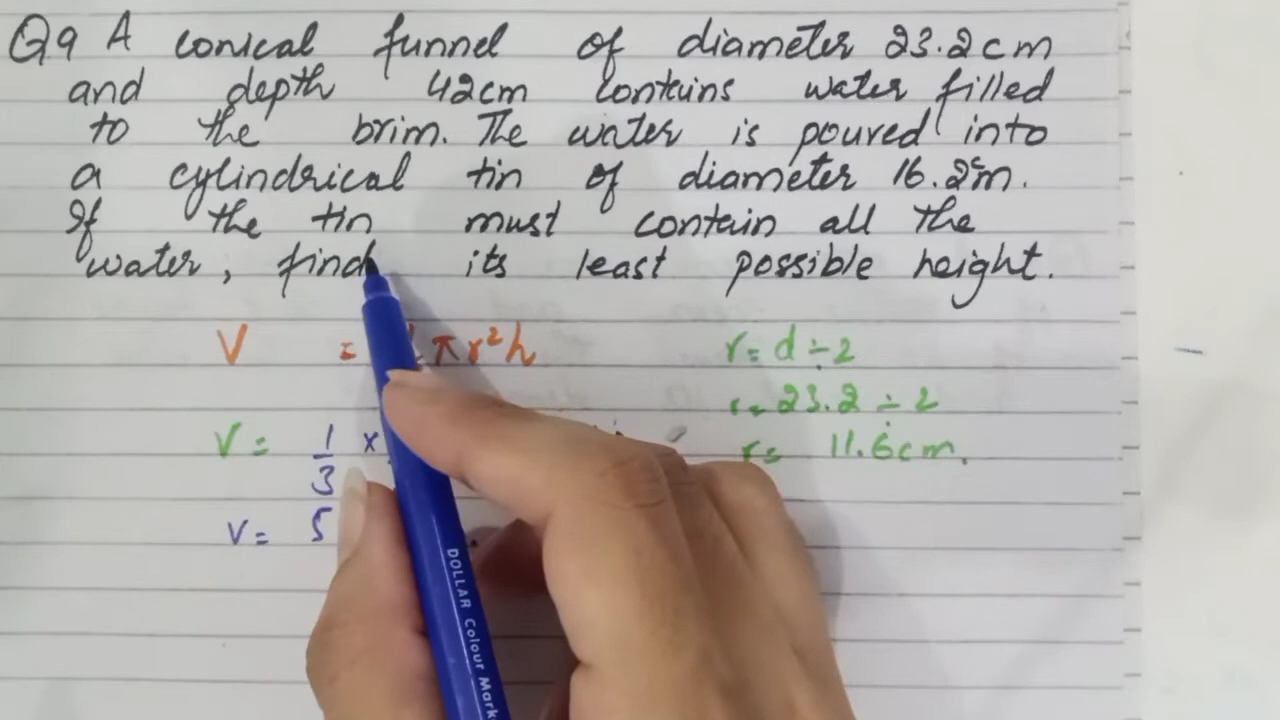 Q9 A conical funnel of diameter 23.2cm
and depth 42cm contains water filled
to the brim. The water is poured into
a cylindrical tin of diameter 16.2cm.
If the tin must contain all the
water, find its least possible height.
V = πr²h
r = d ÷ 2
r = 23.2 ÷ 2
V = 1/3 ×
r = 11.6cm.
V = 5
DOLLAR Colour Mark